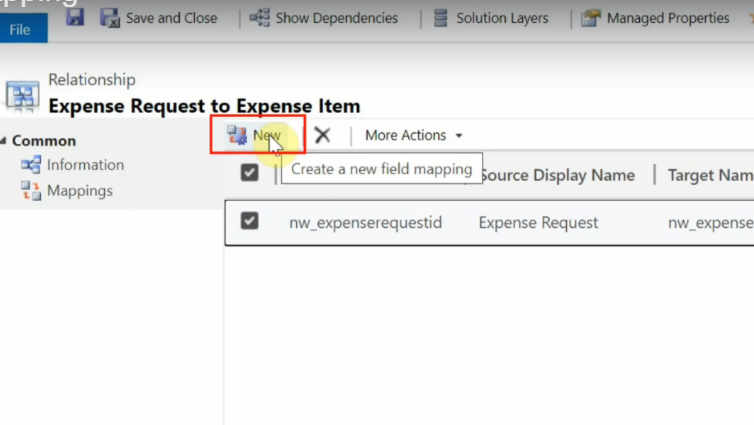 Save and Close Show Dependencies Solution Layers Managed Properties
File
Relationship
Expense Request to Expense Item
Common
New More Actions
Information
Create a new field mapping
Source Display Name Target Nam
Mappings
nw_expenserequestid Expense Request nw_expense